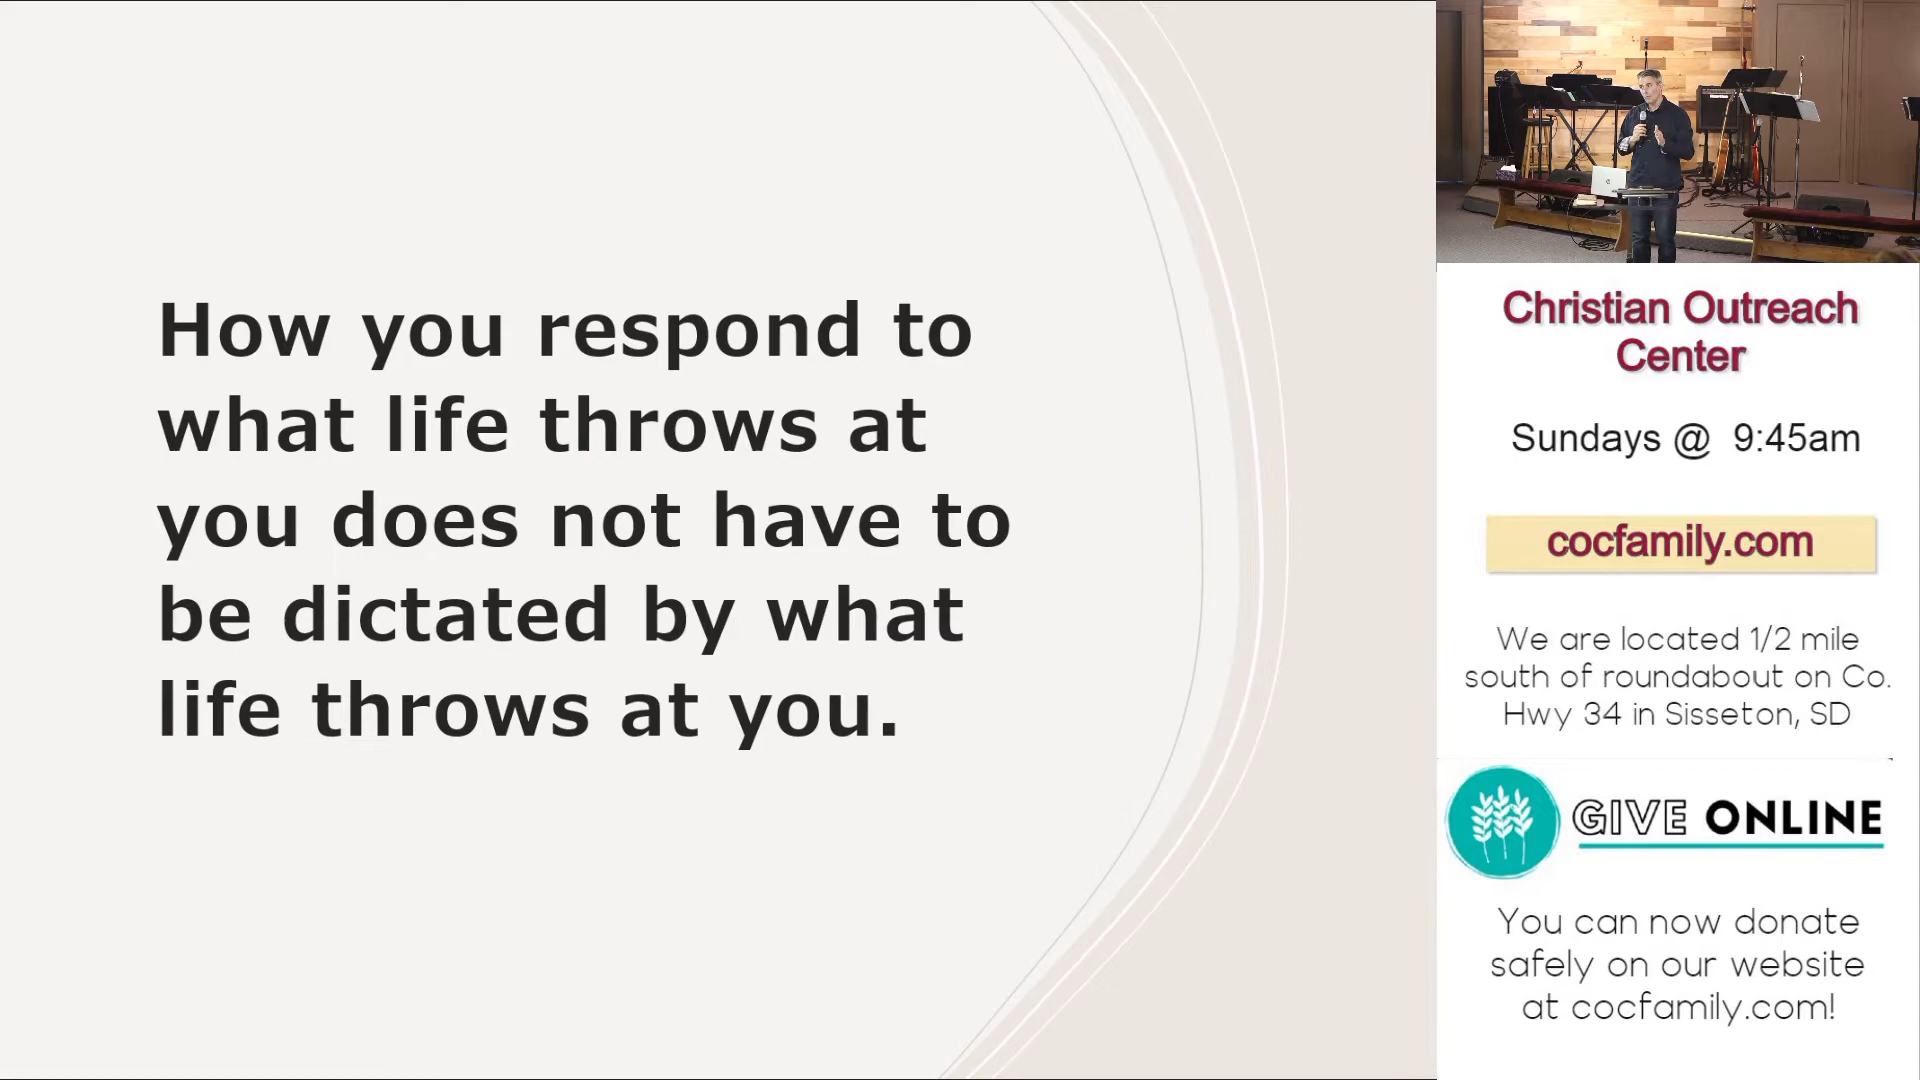 How you respond to
what life throws at
you does not have to
be dictated by what
life throws at you.
Christian Outreach
Center
Sundays @ 9:45am
cocfamily.com
We are located 1/2 mile
south of roundabout on Co.
Hwy 34 in Sisseton, SD
GIVE ONLINE
You can now donate
safely on our website
at cocfamily.com!